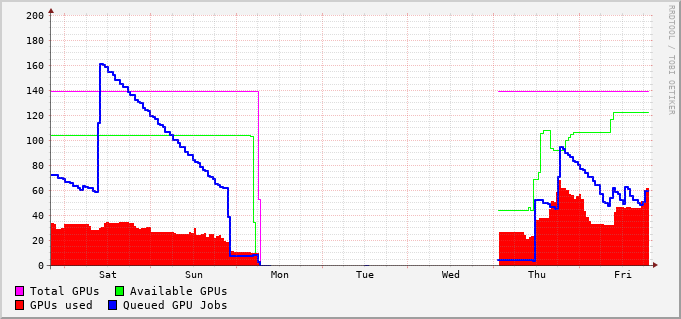 200
180
160
140
120
100
80
60
40
20
0
Sat Sun Mon Tue Wed Thu Fri
Total GPUs Available GPUs
GPUs used Queued GPU Jobs
RRDTOOL / TOBI OETIKER